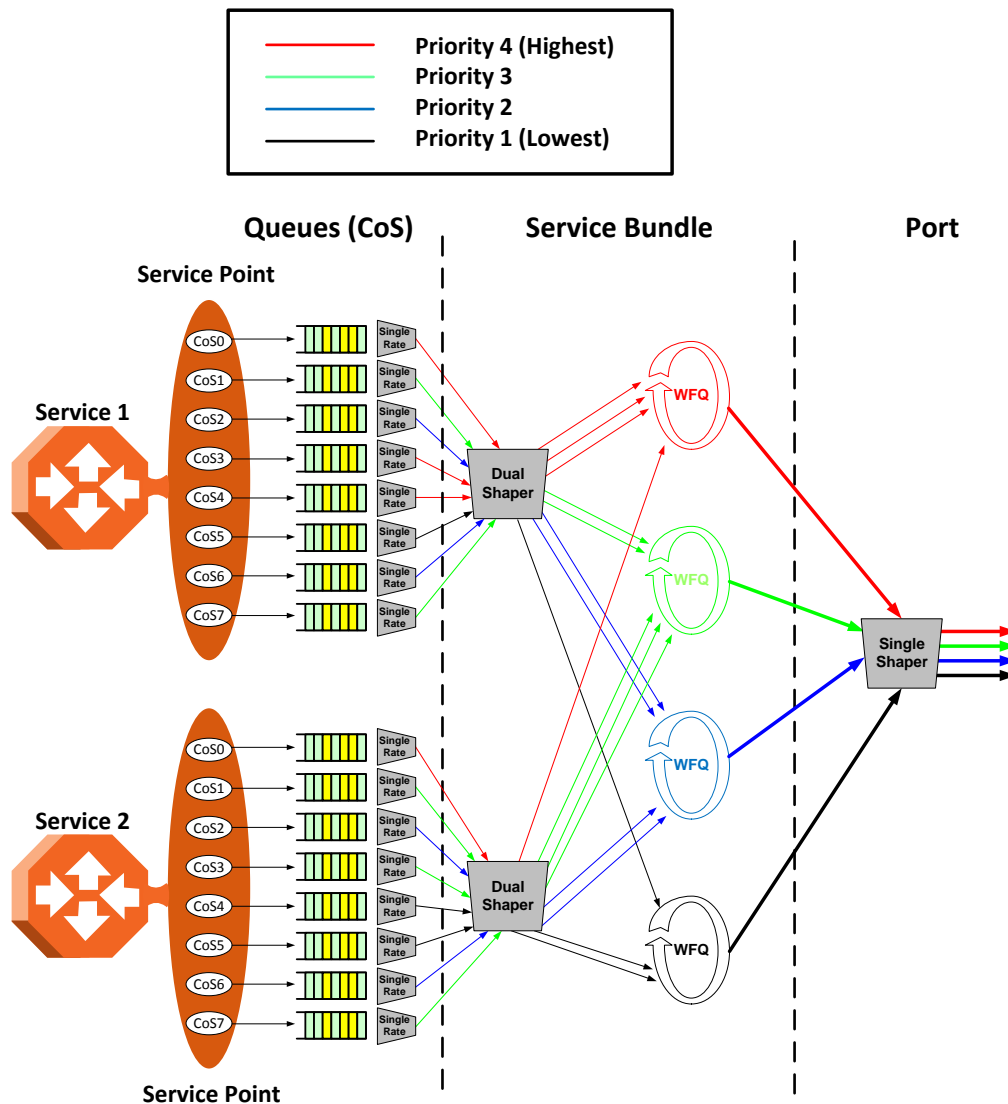 Priority 4 (Highest)
Priority 3
Priority 2
Priority 1 (Lowest)
Queues (CoS)
Service Bundle
Port
Service Point
Service 1
CoS0
CoS1
CoS2
CoS3
CoS4
CoS5
CoS6
CoS7
Single
Rate
Single
Rate
Single
Rate
Single
Rate
Single
Rate
Single
Rate
Single
Rate
Single
Rate
Dual
Shaper
WFQ
WFQ
WFQ
WFQ
Single
Shaper
Service 2
CoS0
CoS1
CoS2
CoS3
CoS4
CoS5
CoS6
CoS7
Single
Rate
Single
Rate
Single
Rate
Single
Rate
Single
Rate
Single
Rate
Single
Rate
Single
Rate
Dual
Shaper
Service Point